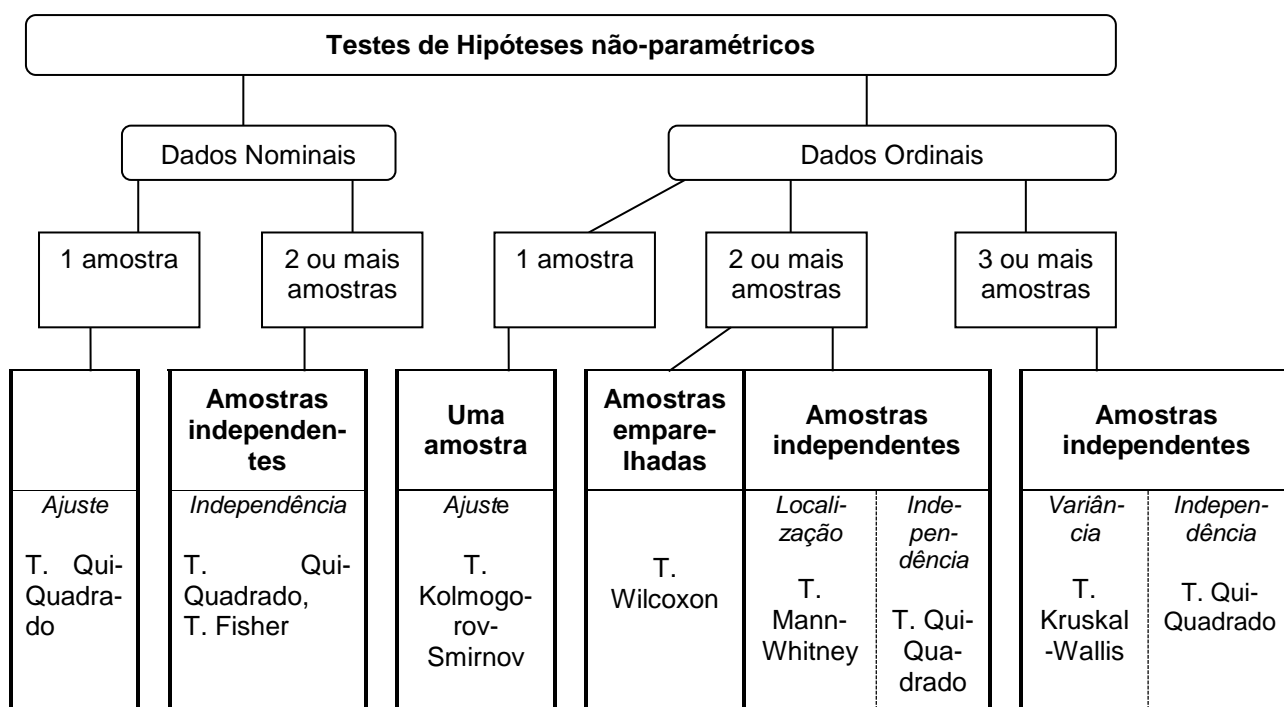 Testes de Hipóteses não-paramétricos
Dados Nominais
Dados Ordinais
1 amostra
2 ou mais
amostras
1 amostra
2 ou mais
amostras
3 ou mais
amostras
Amostras
independen-
tes
Uma
amostra
Amostras
empare-
lhadas
Amostras
independentes
Amostras
independentes
Ajuste
T. Qui-
Quadra-
do
Independência
T. Qui-
Quadrado,
T. Fisher
Ajuste
T.
Kolmogo-
rov-
Smirnov
T.
Wilcoxon
Locali-
zação
T.
Mann-
Whitney
Inde-
pen-
dência
T. Qui-
Qua-
drado
Variân-
cia
T.
Kruskal
-Wallis
Indepen-
dência
T. Qui-
Quadrado